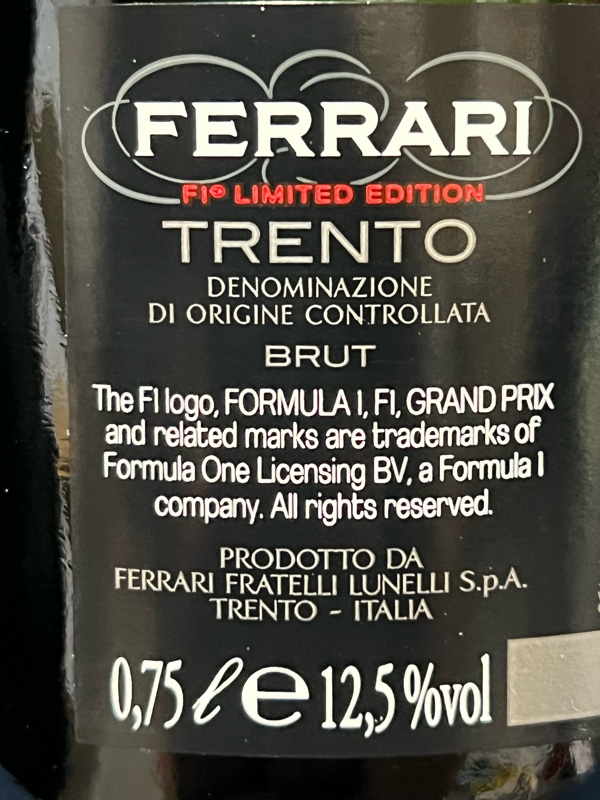 FERRARI
F1® LIMITED EDITION
TRENTO
DENOMINAZIONE
DI ORIGINE CONTROLLATA
BRUT
The F1 logo, FORMULA 1, F1, GRAND PRIX
and related marks are trademarks of
Formula One Licensing BV, a Formula 1
company. All rights reserved.
PRODOTTO DA
FERRARI FRATELLI LUNELLI S.p.A.
TRENTO - ITALIA
0,75 ℓ e 12,5 %vol